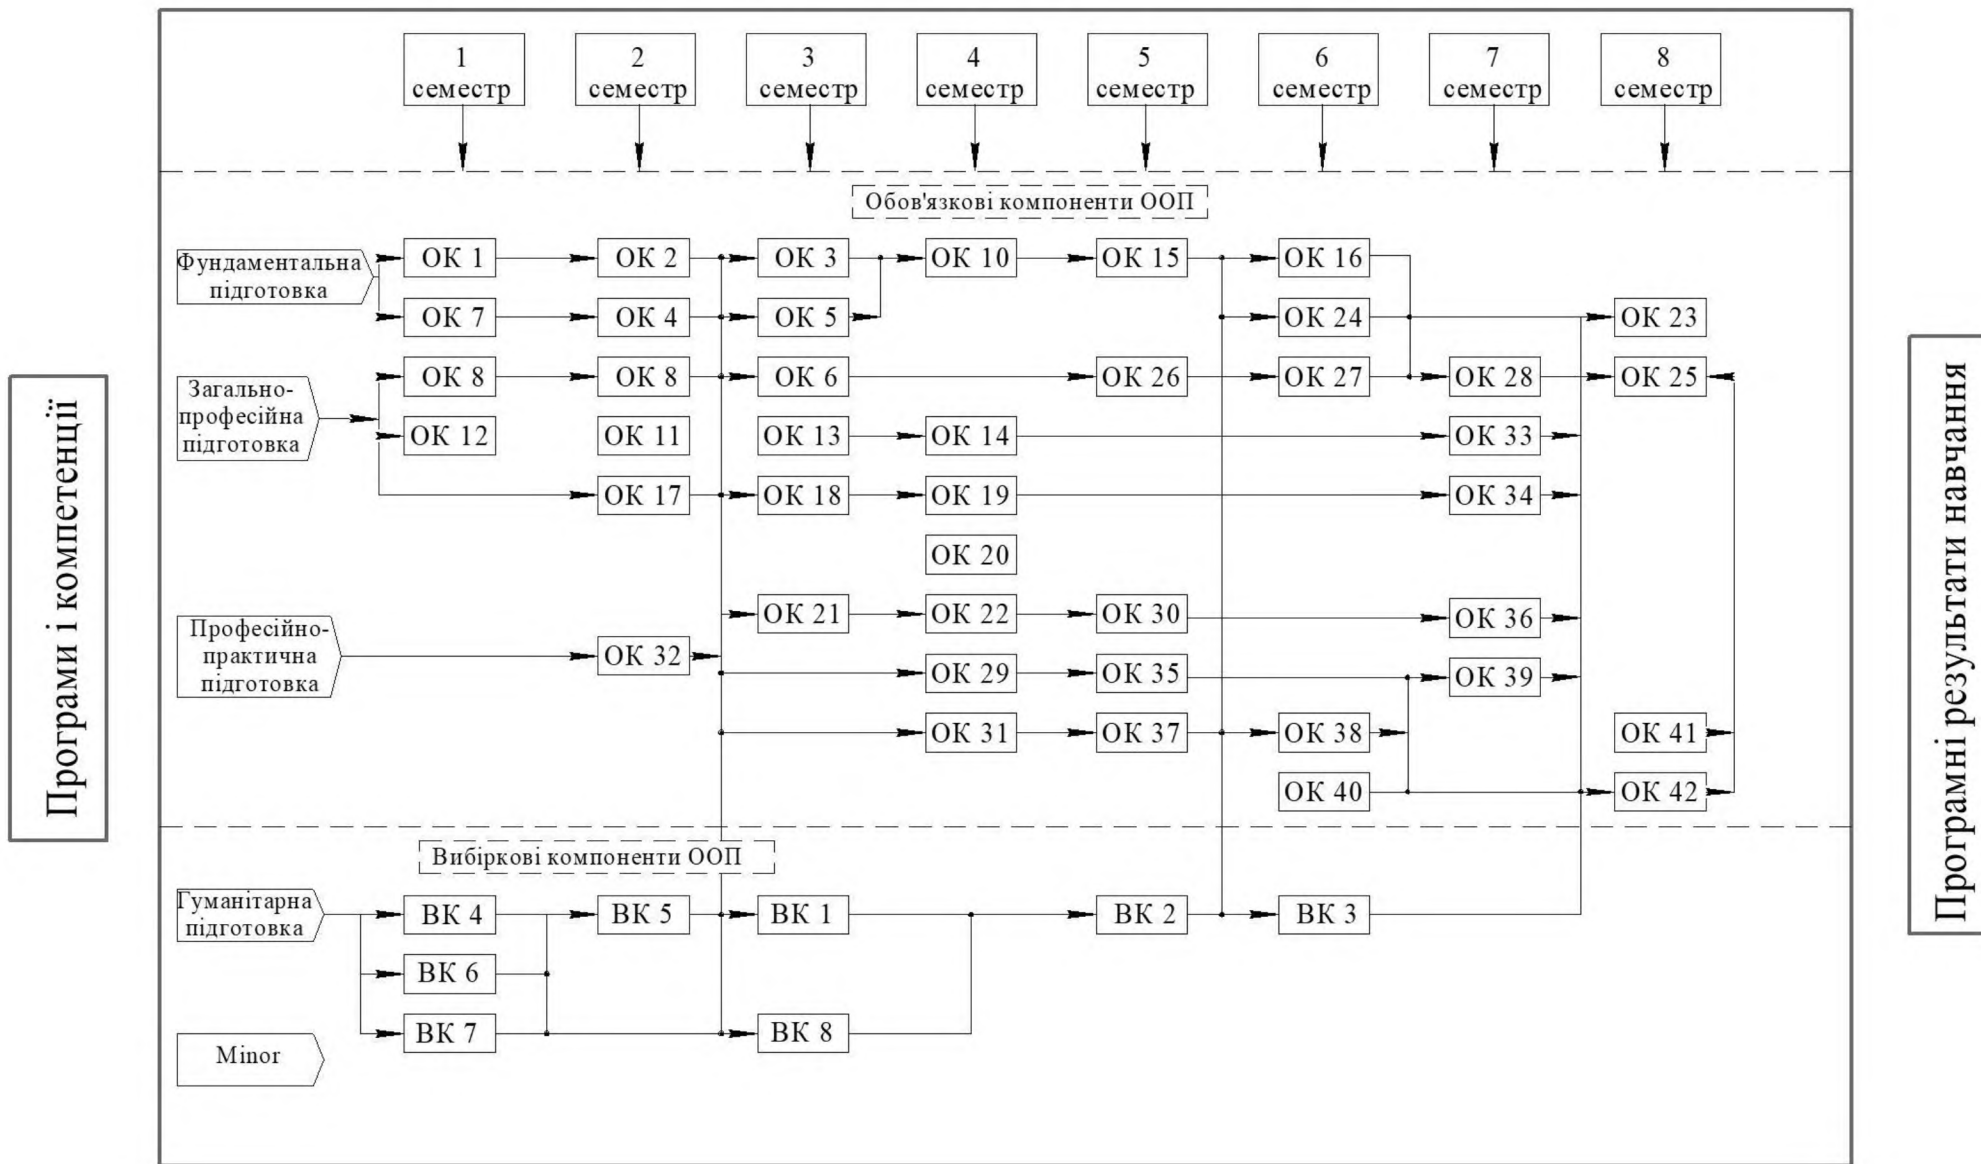 Програми і компетенції
1
семестр
2
семестр
3
семестр
4
семестр
5
семестр
6
семестр
7
семестр
8
семестр
Обов'язкові компоненти ООП
Фундаментальна
підготовка
ОК 1
ОК 2
ОК 3
ОК 10
ОК 15
ОК 16
ОК 7
ОК 4
ОК 5
ОК 24
ОК 23
Загально-
професійна
підготовка
ОК 8
ОК 8
ОК 6
ОК 26
ОК 27
ОК 28
ОК 25
ОК 12
ОК 11
ОК 13
ОК 14
ОК 33
ОК 17
ОК 18
ОК 19
ОК 34
ОК 20
Професійно-
практична
підготовка
ОК 21
ОК 22
ОК 30
ОК 36
ОК 32
ОК 29
ОК 35
ОК 39
ОК 31
ОК 37
ОК 38
ОК 41
ОК 40
ОК 42
Вибіркові компоненти ООП
Гуманітарна
підготовка
ВК 4
ВК 5
ВК 1
ВК 2
ВК 3
ВК 6
ВК 7
ВК 8
Minor
Програмні результати навчання